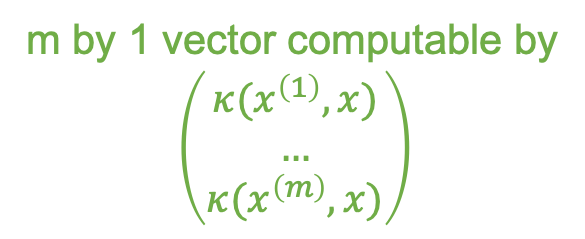 m by 1 vector computable by
κ(x⁽¹⁾, x)
...
κ(x⁽ᵐ⁾, x)